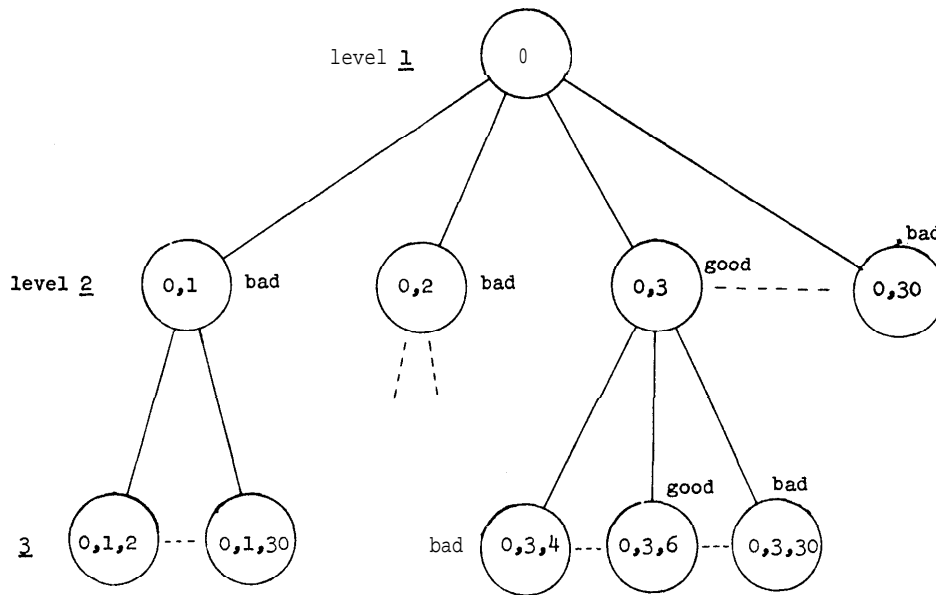 level 1 0
bad
good
level 2 0,1 bad 0,2 bad 0,3 0,30
good bad
3 0,1,2 0,1,30 bad 0,3,4 0,3,6 0,3,30